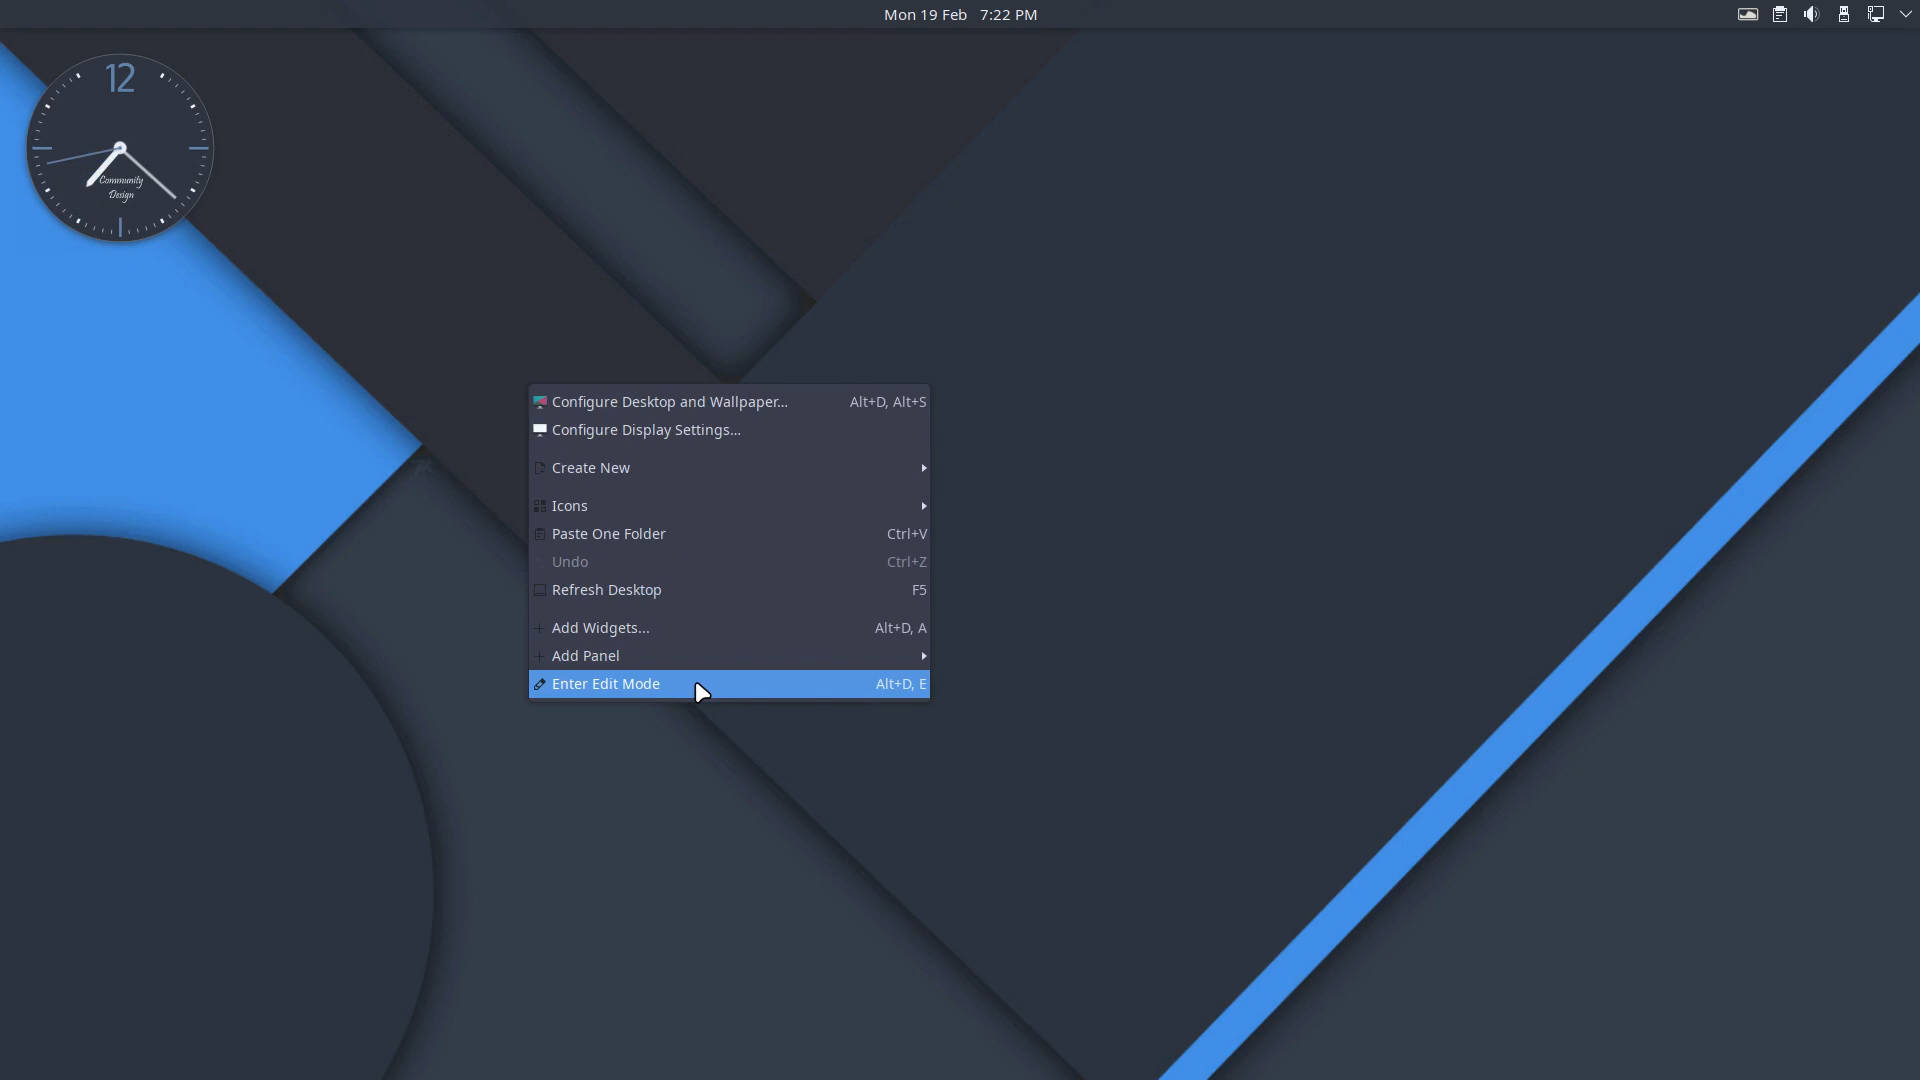 Mon 19 Feb 7:22 PM
12
Community
Design
Configure Desktop and Wallpaper... Alt+D, Alt+S
Configure Display Settings...
Create New
Icons
Paste One Folder Ctrl+V
Undo Ctrl+Z
Refresh Desktop F5
Add Widgets... Alt+D, A
Add Panel
Enter Edit Mode Alt+D, E